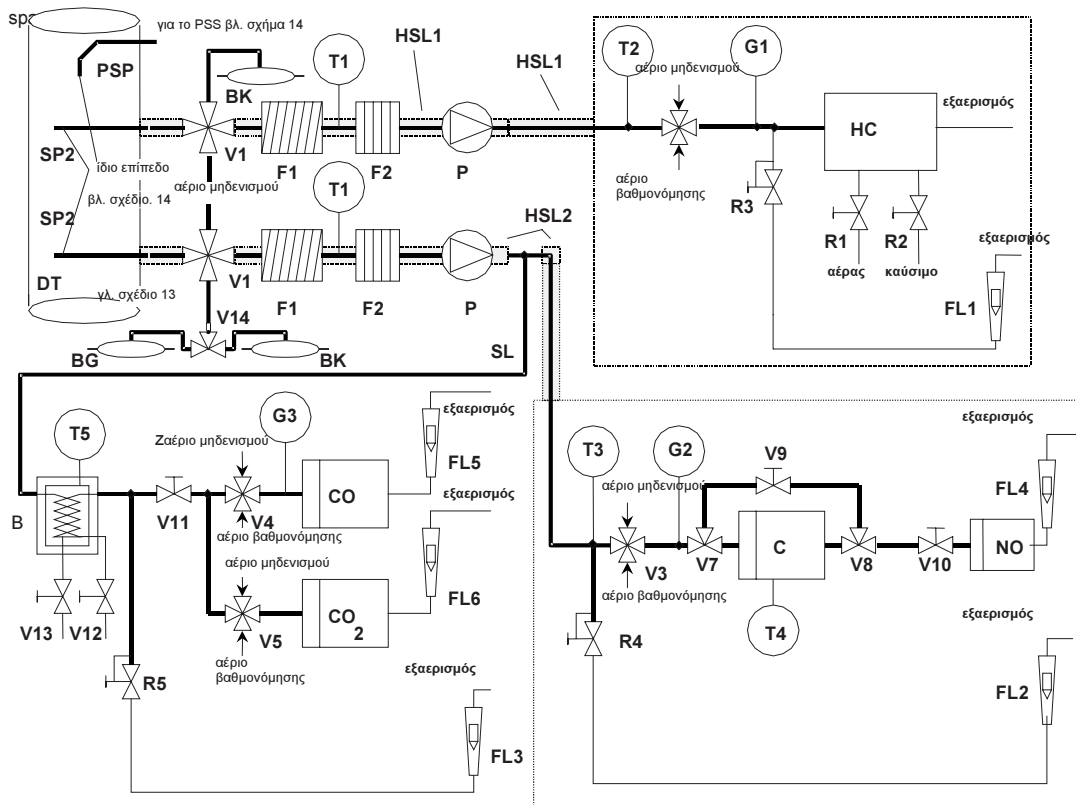 spa
για το PSS βλ. σχήμα 14
PSP
BK
T1
HSL1
HSL1
T2
αέριο μηδενισμού
G1
εξαερισμός
HC
SP2
V1
F1
F2
P
ίδιο επίπεδο
αέριο μηδενισμού
αέριο
βαθμονόμησης
R3
βλ. σχέδιο. 14
T1
HSL2
R1
R2
αέρας
καύσιμο
εξαερισμός
SP2
DT
γλ. σχέδιο 13
V1
F1
F2
P
FL1
V14
BG
BK
SL
εξαερισμός
T5
Ζαέριο μηδενισμού
G3
FL5
εξαερισμός
B
V11
V4
CO
αέριο βαθμονόμησης
αέριο μηδενισμού
FL6
V13
V12
V5
CO
2
αέριο
βαθμονόμησης
R5
εξαερισμός
FL3
εξαερισμός
T3
G2
V9
αέριο μηδενισμού
FL4
V3
V7
C
V8
V10
NO
αέριο βαθμονόμησης
εξαερισμός
R4
T4
FL2